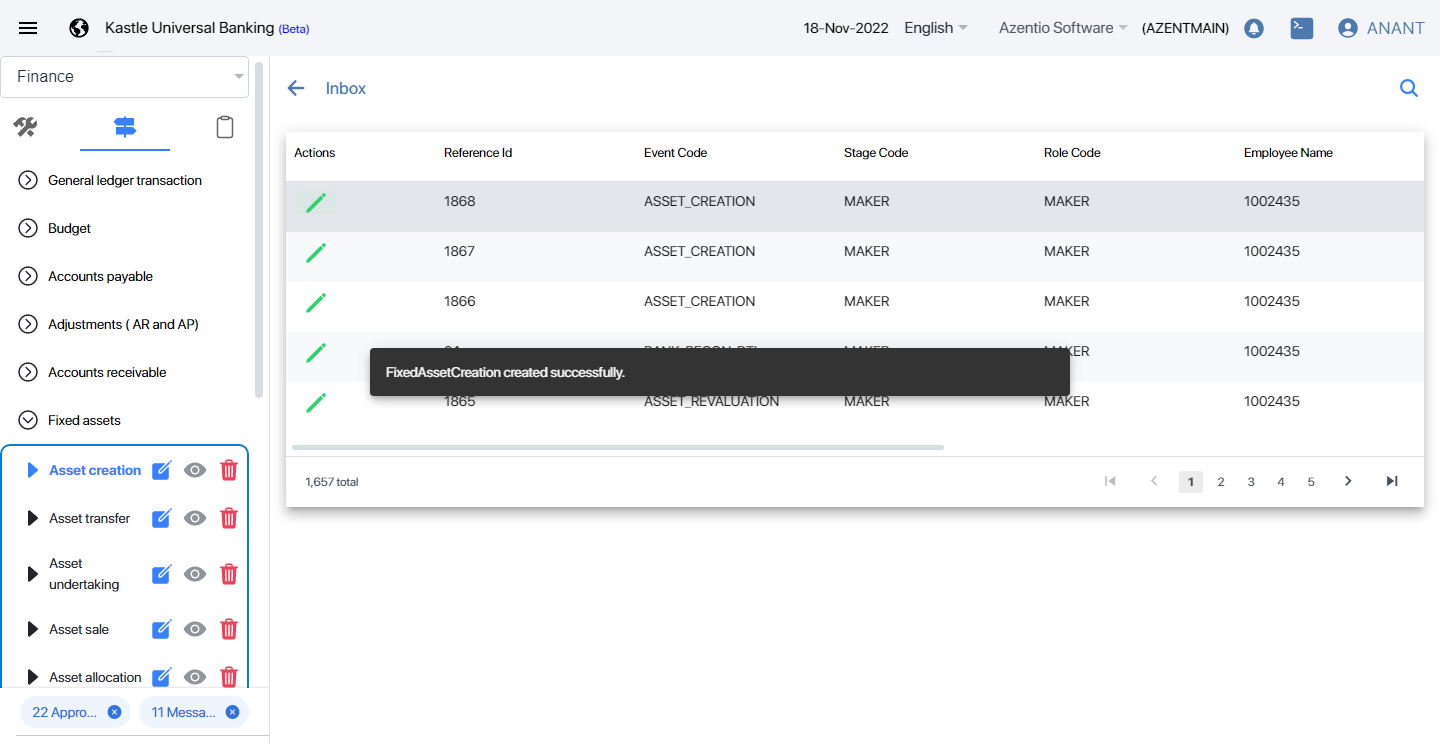 Kastle Universal Banking (Beta)
18-Nov-2022 English Azentio Software (AZENTMAIN) ANANT
Finance
General ledger transaction
Budget
Accounts payable
Adjustments ( AR and AP)
Accounts receivable
Fixed assets
Asset creation
Asset transfer
Asset
undertaking
Asset sale
Asset allocation
22 Appro... 11 Messa...
Inbox
Actions Reference Id Event Code Stage Code Role Code Employee Name
1868 ASSET_CREATION MAKER MAKER 1002435
1867 ASSET_CREATION MAKER MAKER 1002435
1866 ASSET_CREATION MAKER MAKER 1002435
MAKER 1002435
FixedAssetCreation created successfully.
1865 ASSET_REVALUATION MAKER MAKER 1002435
1,657 total
1 2 3 4 5